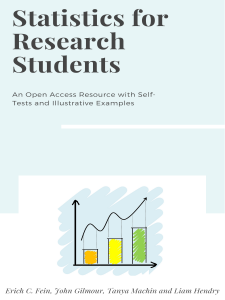 Statistics for
Research
Students
An Open Access Resource with Self-
Tests and Illustrative Examples
Erich C. Fein, John Gilmour, Tanya Machin and Liam Hendry